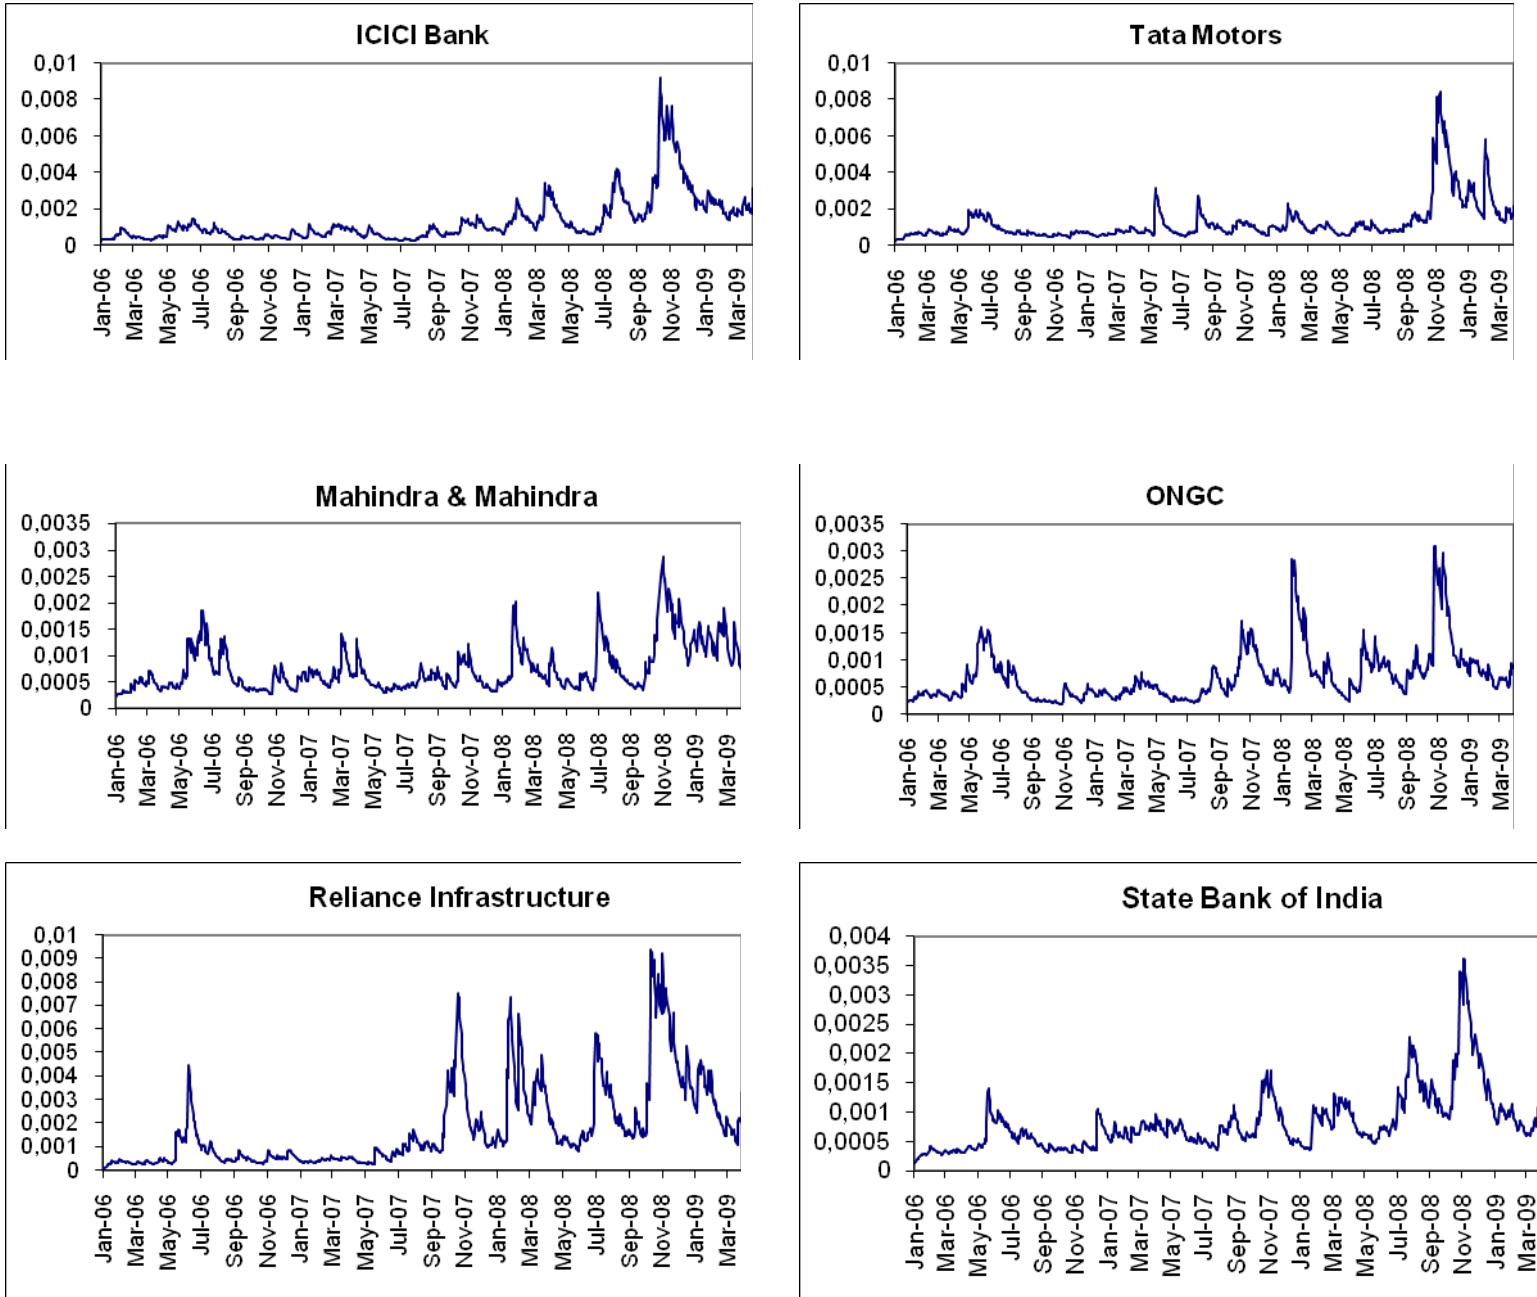 ICICI Bank
0,01
0,008
0,006
0,004
0,002
0
Jan-06
Mar-06
May-06
Jul-06
Sep-06
Nov-06
Jan-07
Mar-07
May-07
Jul-07
Sep-07
Nov-07
Jan-08
Mar-08
May-08
Jul-08
Sep-08
Nov-08
Jan-09
Mar-09
Tata Motors
0,01
0,008
0,006
0,004
0,002
0
Jan-06
Mar-06
May-06
Jul-06
Sep-06
Nov-06
Jan-07
Mar-07
May-07
Jul-07
Sep-07
Nov-07
Jan-08
Mar-08
May-08
Jul-08
Sep-08
Nov-08
Jan-09
Mar-09
Mahindra & Mahindra
0,0035
0,003
0,0025
0,002
0,0015
0,001
0,0005
0
Jan-06
Mar-06
May-06
Jul-06
Sep-06
Nov-06
Jan-07
Mar-07
May-07
Jul-07
Sep-07
Nov-07
Jan-08
Mar-08
May-08
Jul-08
Sep-08
Nov-08
Jan-09
Mar-09
ONGC
0,0035
0,003
0,0025
0,002
0,0015
0,001
0,0005
0
Jan-06
Mar-06
May-06
Jul-06
Sep-06
Nov-06
Jan-07
Mar-07
May-07
Jul-07
Sep-07
Nov-07
Jan-08
Mar-08
May-08
Jul-08
Sep-08
Nov-08
Jan-09
Mar-09
Reliance Infrastructure
0,01
0,009
0,008
0,007
0,006
0,005
0,004
0,003
0,002
0,001
0
Jan-06
Mar-06
May-06
Jul-06
Sep-06
Nov-06
Jan-07
Mar-07
May-07
Jul-07
Sep-07
Nov-07
Jan-08
Mar-08
May-08
Jul-08
Sep-08
Nov-08
Jan-09
Mar-09
State Bank of India
0,004
0,0035
0,003
0,0025
0,002
0,0015
0,001
0,0005
0
Jan-06
Mar-06
May-06
Jul-06
Sep-06
Nov-06
Jan-07
Mar-07
May-07
Jul-07
Sep-07
Nov-07
Jan-08
Mar-08
May-08
Jul-08
Sep-08
Nov-08
Jan-09
Mar-09